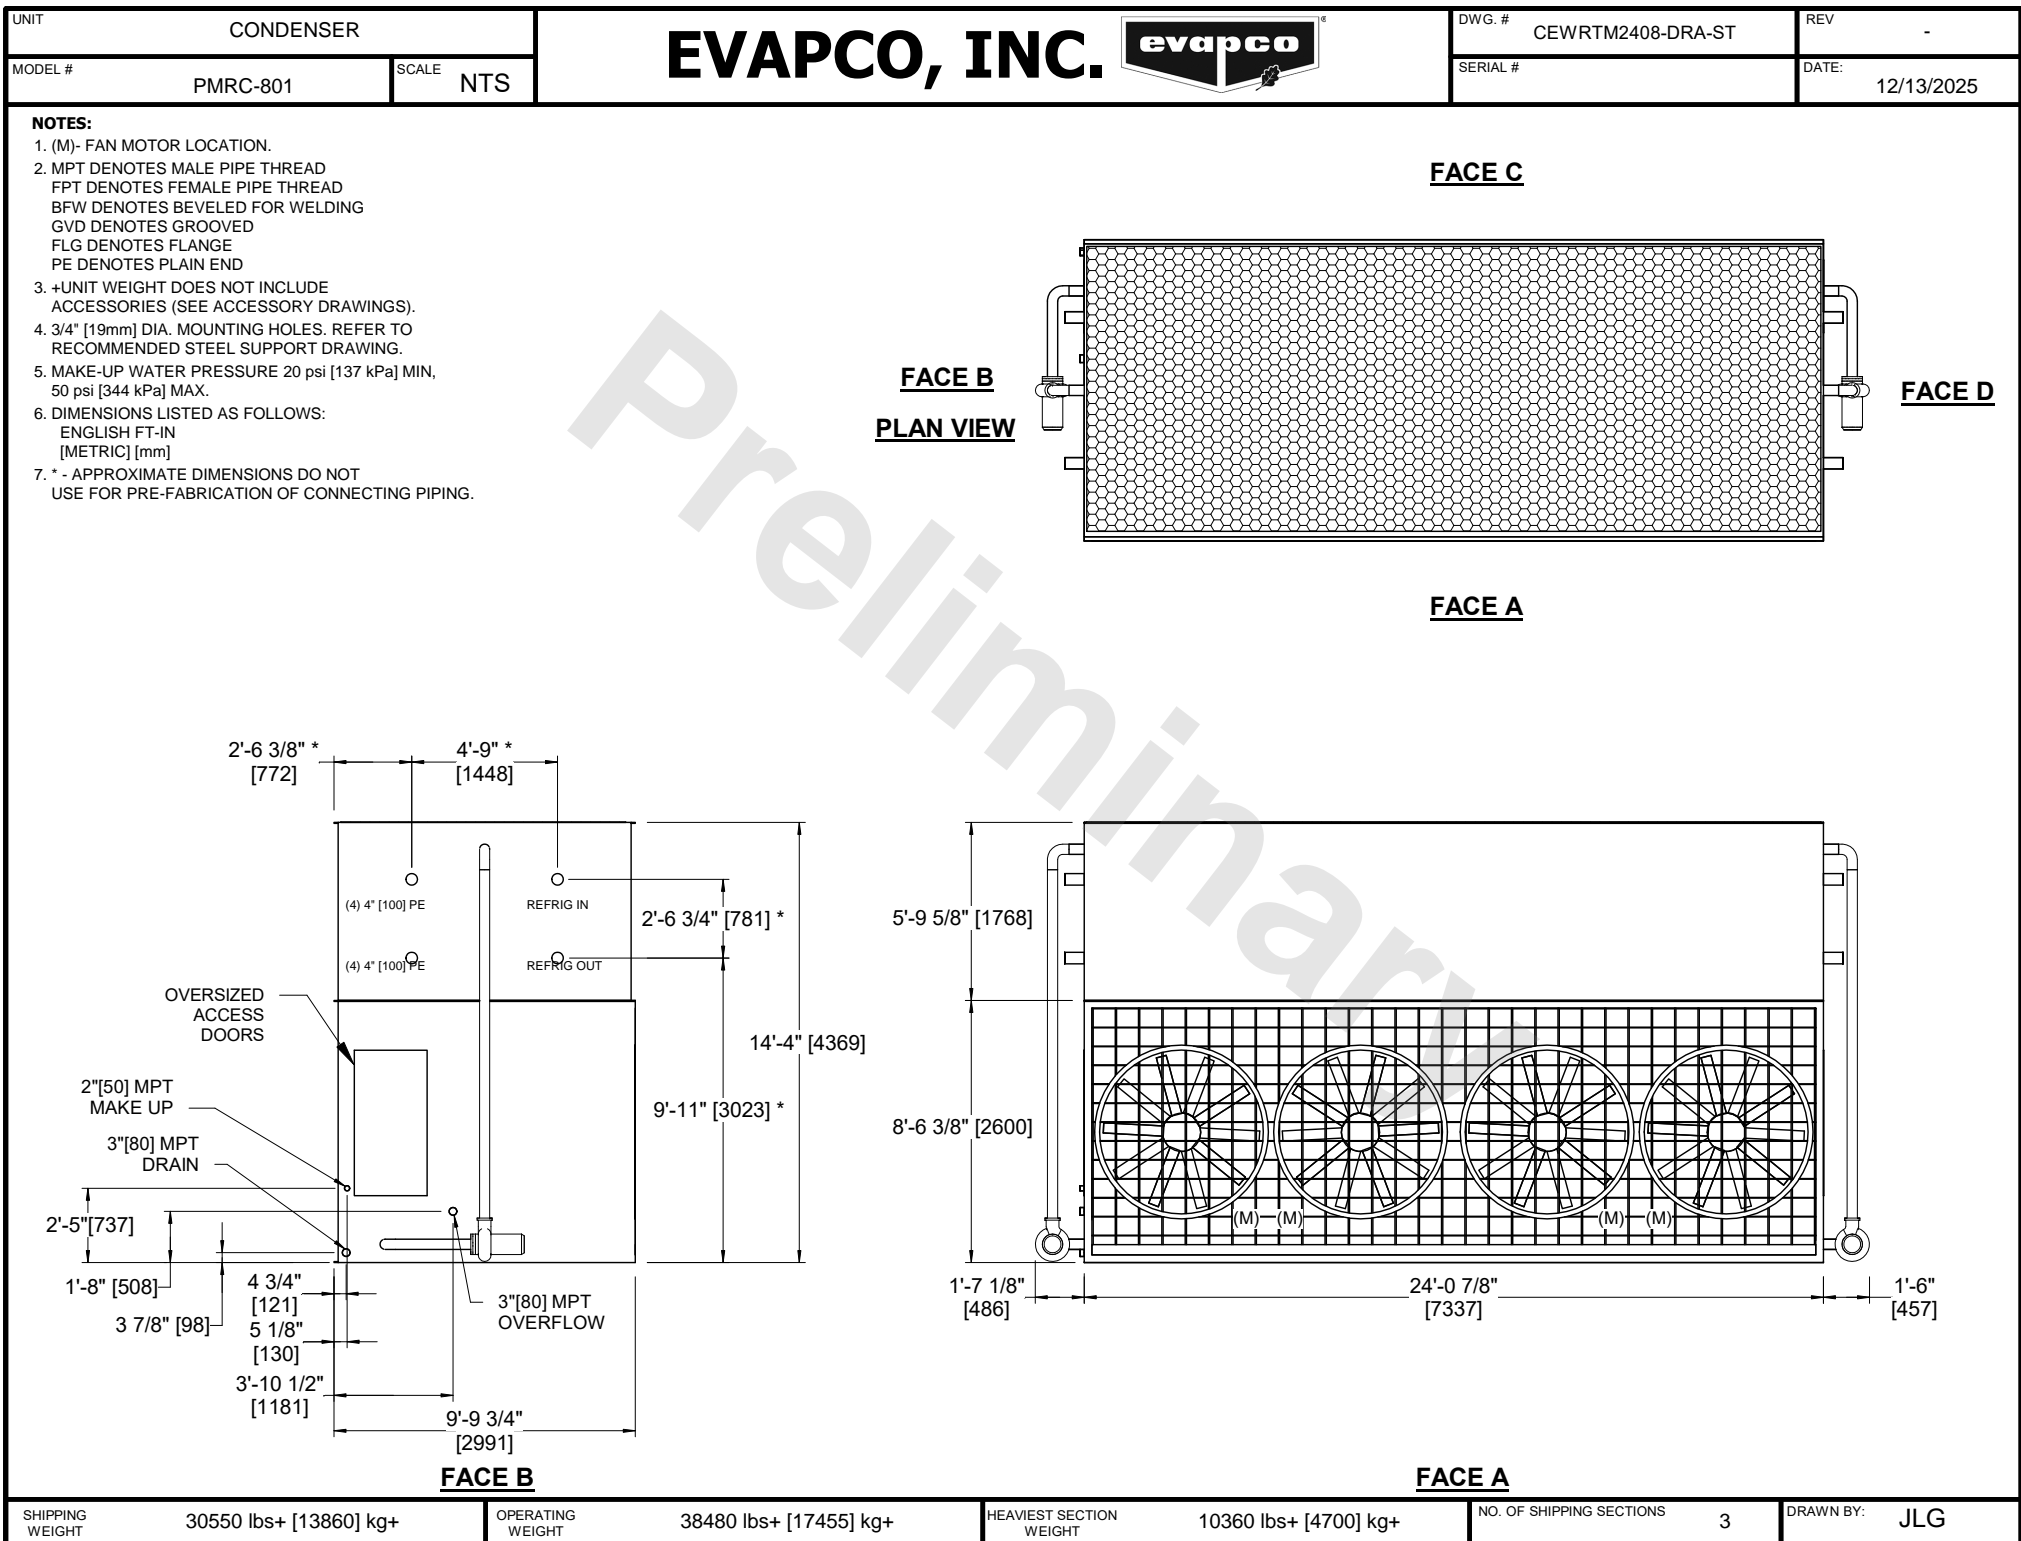 UNIT
CONDENSER
MODEL #
PMRC-801
SCALE
NTS
EVAPCO, INC.
evapco
®
DWG. #
CEWRTM2408-DRA-ST
REV
-
SERIAL #
DATE:
12/13/2025
NOTES:
1. (M)- FAN MOTOR LOCATION.
2. MPT DENOTES MALE PIPE THREAD
FPT DENOTES FEMALE PIPE THREAD
BFW DENOTES BEVELED FOR WELDING
GVD DENOTES GROOVED
FLG DENOTES FLANGE
PE DENOTES PLAIN END
3. +UNIT WEIGHT DOES NOT INCLUDE
ACCESSORIES (SEE ACCESSORY DRAWINGS).
4. 3/4" [19mm] DIA. MOUNTING HOLES. REFER TO
RECOMMENDED STEEL SUPPORT DRAWING.
5. MAKE-UP WATER PRESSURE 20 psi [137 kPa] MIN,
50 psi [344 kPa] MAX.
6. DIMENSIONS LISTED AS FOLLOWS:
ENGLISH FT-IN
[METRIC] [mm]
7. * - APPROXIMATE DIMENSIONS DO NOT
USE FOR PRE-FABRICATION OF CONNECTING PIPING.
Preliminary
FACE C
FACE B
PLAN VIEW
FACE D
FACE A
2'-6 3/8" *
[772]
4'-9" *
[1448]
(4) 4" [100] PE
REFRIG IN
2'-6 3/4" [781] *
(4) 4" [100] PE
REFRIG OUT
OVERSIZED
ACCESS
DOORS
14'-4" [4369]
2"[50] MPT
MAKE UP
9'-11" [3023] *
3"[80] MPT
DRAIN
2'-5"[737]
1'-8" [508]
3 7/8" [98]
4 3/4"
[121]
5 1/8"
[130]
3"[80] MPT
OVERFLOW
3'-10 1/2"
[1181]
9'-9 3/4"
[2991]
FACE B
5'-9 5/8" [1768]
8'-6 3/8" [2600]
(M)
(M)
(M)
(M)
1'-7 1/8"
[486]
24'-0 7/8"
[7337]
1'-6"
[457]
FACE A
SHIPPING
WEIGHT
30550 lbs+ [13860] kg+
OPERATING
WEIGHT
38480 lbs+ [17455] kg+
HEAVIEST SECTION
WEIGHT
10360 lbs+ [4700] kg+
NO. OF SHIPPING SECTIONS
3
DRAWN BY:
JLG